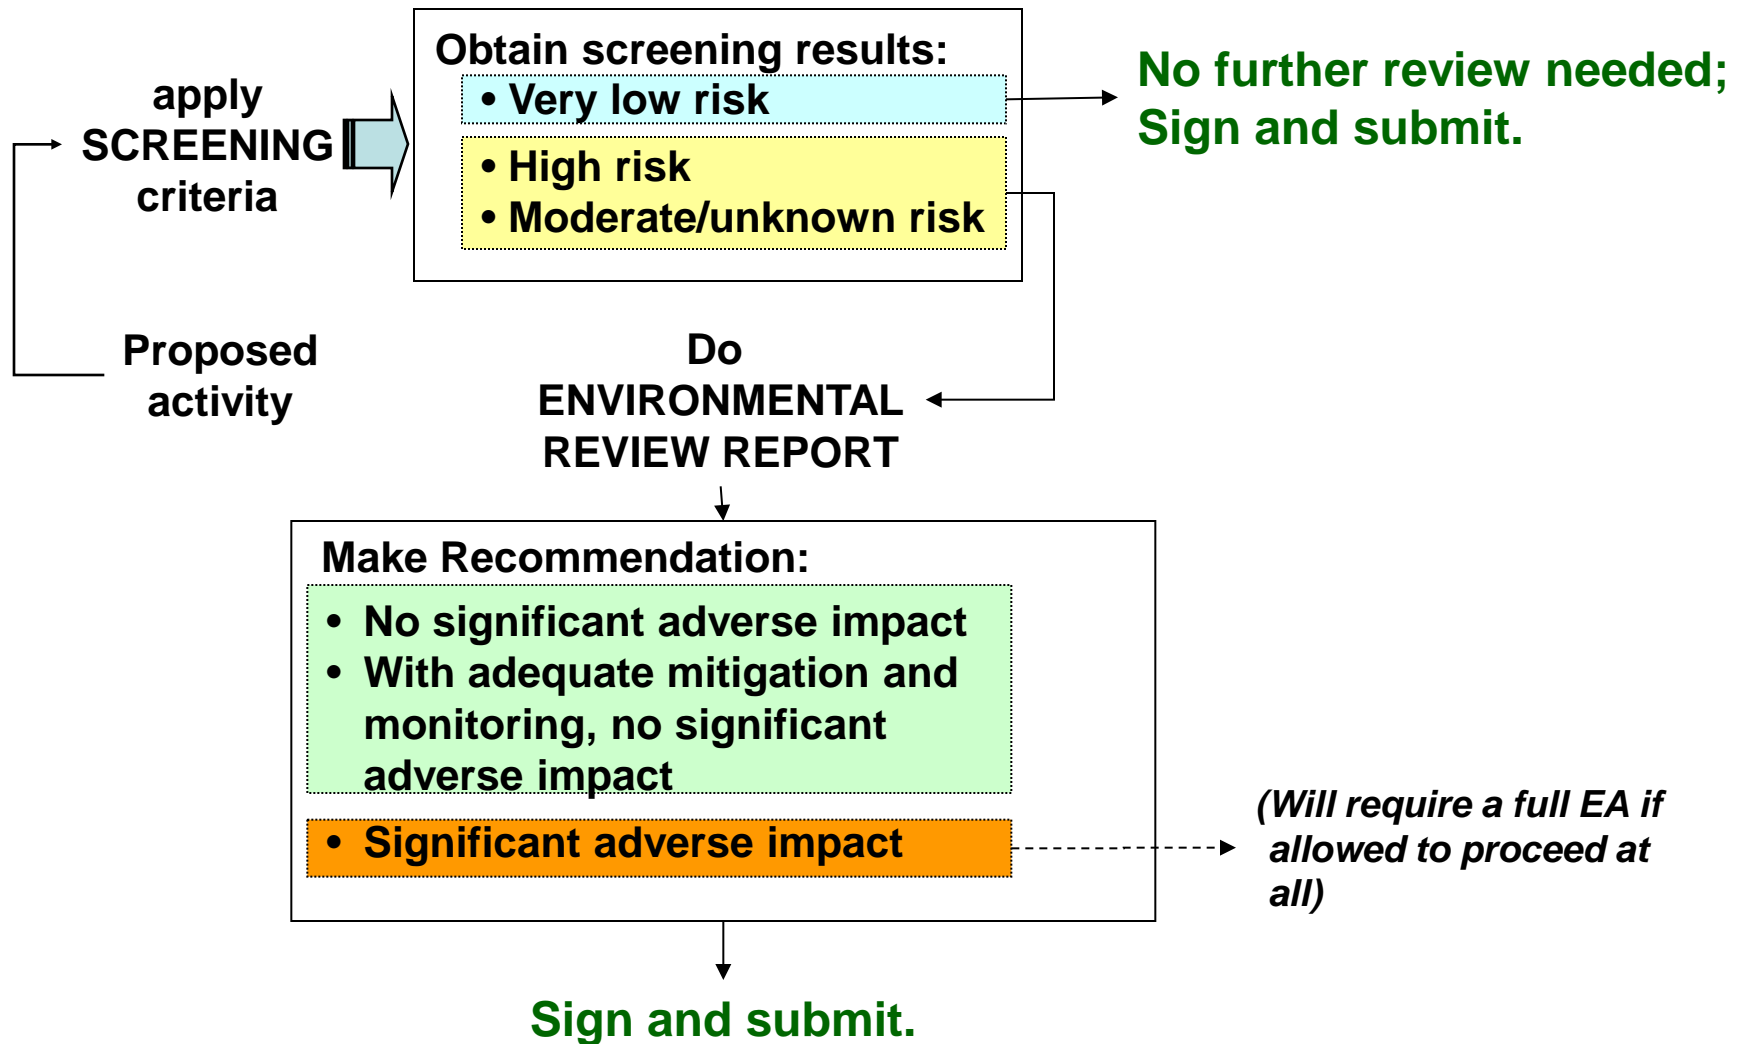 apply
SCREENING
criteria
Obtain screening results:
• Very low risk
• High risk
• Moderate/unknown risk
No further review needed;
Sign and submit.
Proposed
activity
Do
ENVIRONMENTAL
REVIEW REPORT
Make Recommendation:
• No significant adverse impact
• With adequate mitigation and
monitoring, no significant
adverse impact
• Significant adverse impact
(Will require a full EA if
allowed to proceed at
all)
Sign and submit.